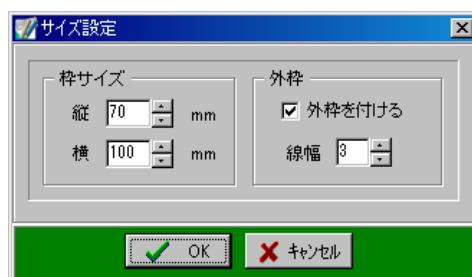 サイズ設定
枠サイズ
縦 70 mm
横 100 mm
外枠
外枠を付ける
線幅 3
OK キャンセル